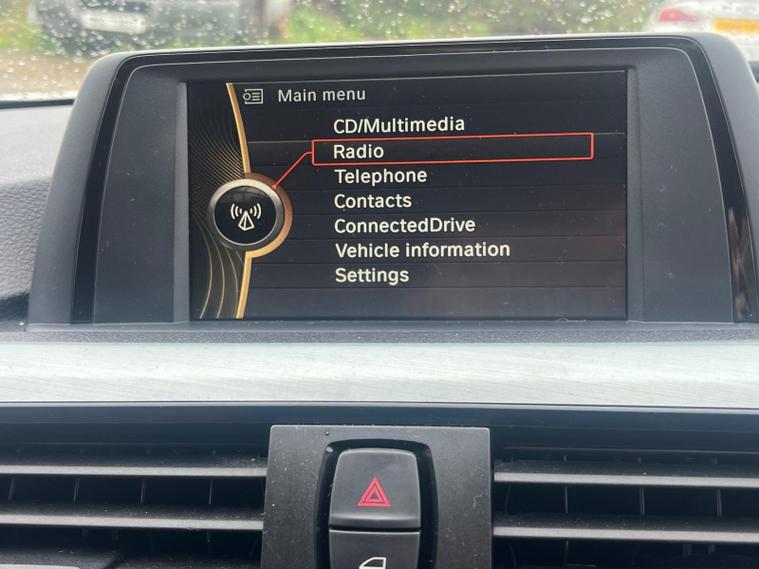 Main menu
CD/Multimedia
Radio
Telephone
Contacts
ConnectedDrive
Vehicle information
Settings